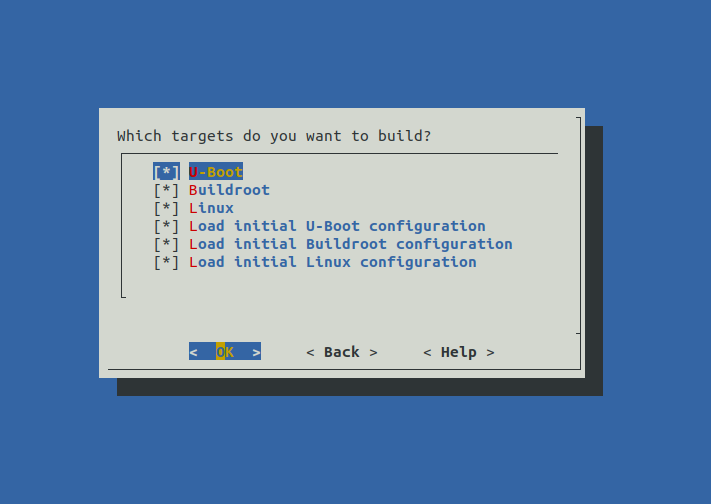 Which targets do you want to build?
[*] U-Boot
[*] Buildroot
[*] Linux
[*] Load initial U-Boot configuration
[*] Load initial Buildroot configuration
[*] Load initial Linux configuration
< OK > < Back > < Help >